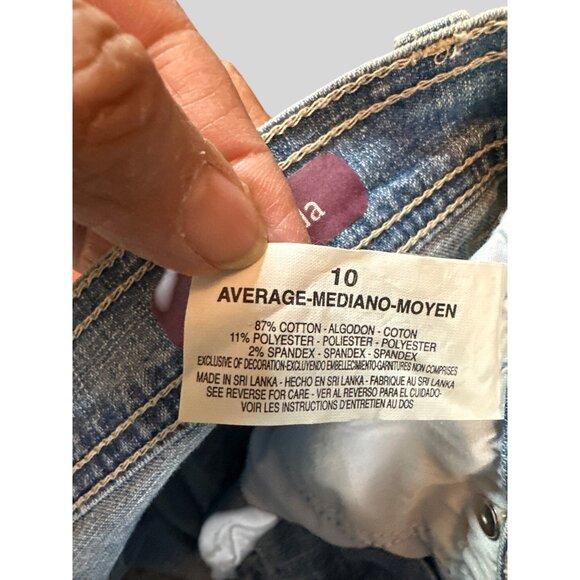 da
10
AVERAGE-MEDIANO-MOYEN
87% COTTON - ALGODON - COTON
11% POLYESTER - POLIESTER - POLYESTER
2% SPANDEX - SPANDEX - SPANDEX
EXCLUSIVE OF DECORATION-EXCLUYENDO EMBELLECIMIENTO-GARNITURES NON COMPRISES
MADE IN SRI LANKA - HECHO EN SRI LANKA - FABRIQUE AU SRI LANKA
SEE REVERSE FOR CARE - VER AL REVERSO PARA EL CUIDADO-
VOIR LES INSTRUCTIONS D'ENTRETIEN AU DOS